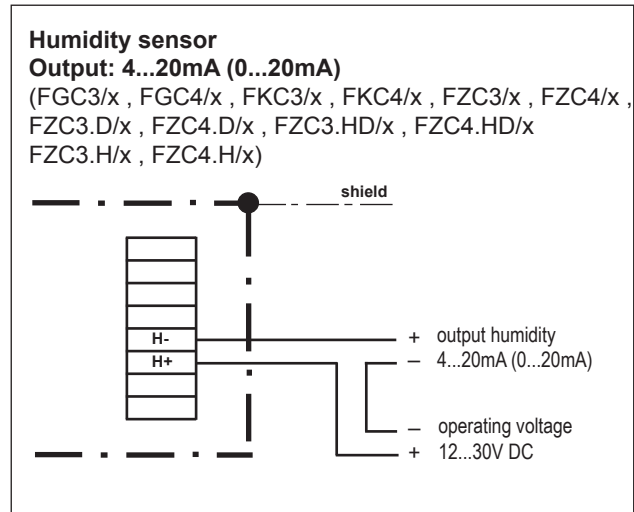 Humidity sensor
Output: 4...20mA (0...20mA)
(FGC3/x , FGC4/x , FKC3/x , FKC4/x , FZC3/x , FZC4/x ,
FZC3.D/x , FZC4.D/x , FZC3.HD/x , FZC4.HD/x
FZC3.H/x , FZC4.H/x)
shield
H- + output humidity
H+ – 4...20mA (0...20mA)
– operating voltage
+ 12...30V DC